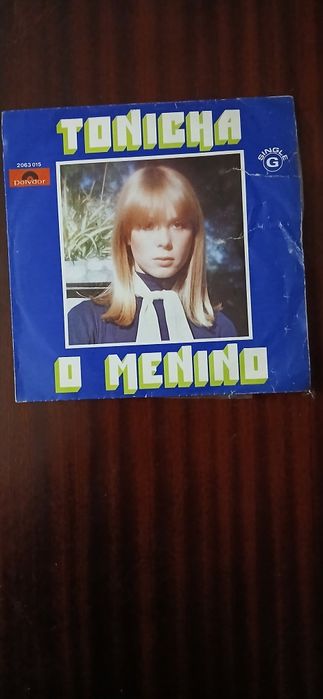 TONICHA
2063 015
polydor
SINGLE
G
O MENINO